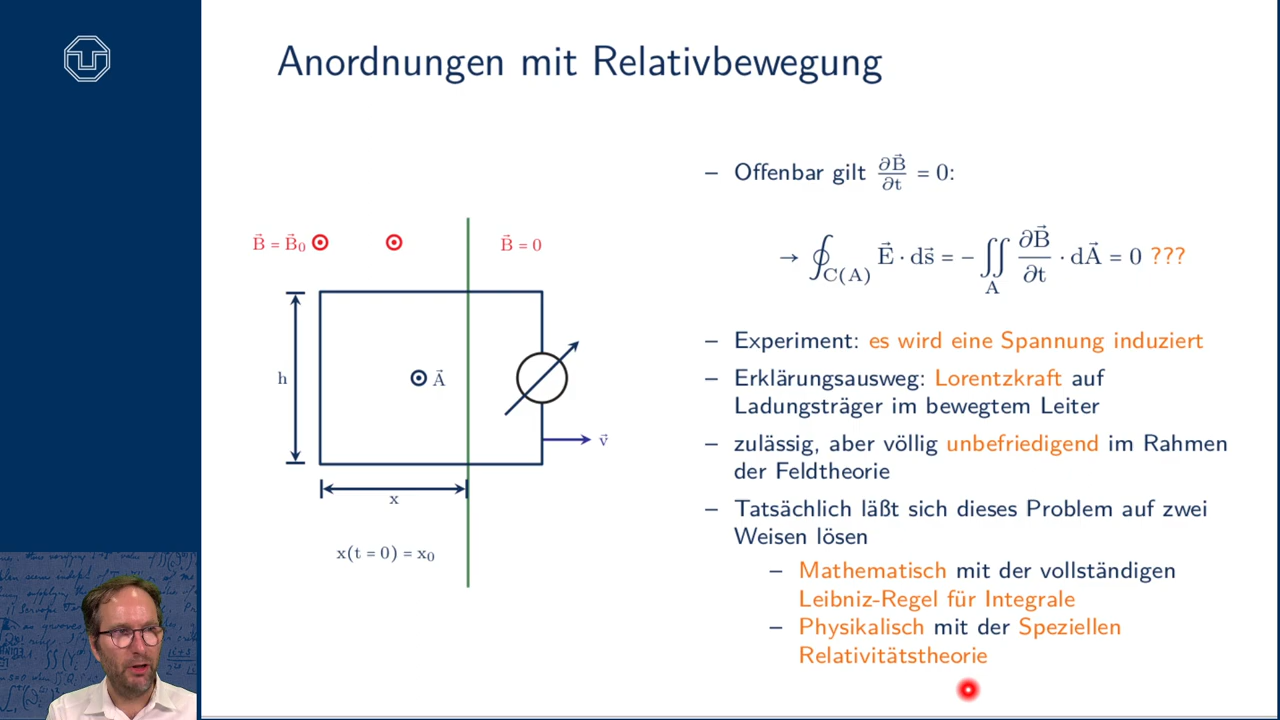 Anordnungen mit Relativbewegung
B⃗ = B⃗₀
B⃗ = 0
h
A⃗
v⃗
x
x(t = 0) = x₀
– Offenbar gilt ∂B⃗/∂t = 0:
→ ∮_C(A) E⃗ · ds⃗ = − ∬_A ∂B⃗/∂t · dA⃗ = 0 ???
– Experiment: es wird eine Spannung induziert
– Erklärungsausweg: Lorentzkraft auf
Ladungsträger im bewegtem Leiter
– zulässig, aber völlig unbefriedigend im Rahmen
der Feldtheorie
– Tatsächlich läßt sich dieses Problem auf zwei
Weisen lösen
– Mathematisch mit der vollständigen
Leibniz-Regel für Integrale
– Physikalisch mit der Speziellen
Relativitätstheorie